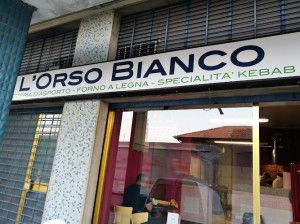 L'ORSO BIANCO
D'ASPORTO - FORNO A LEGNA - SPECIALITA' KEBAB